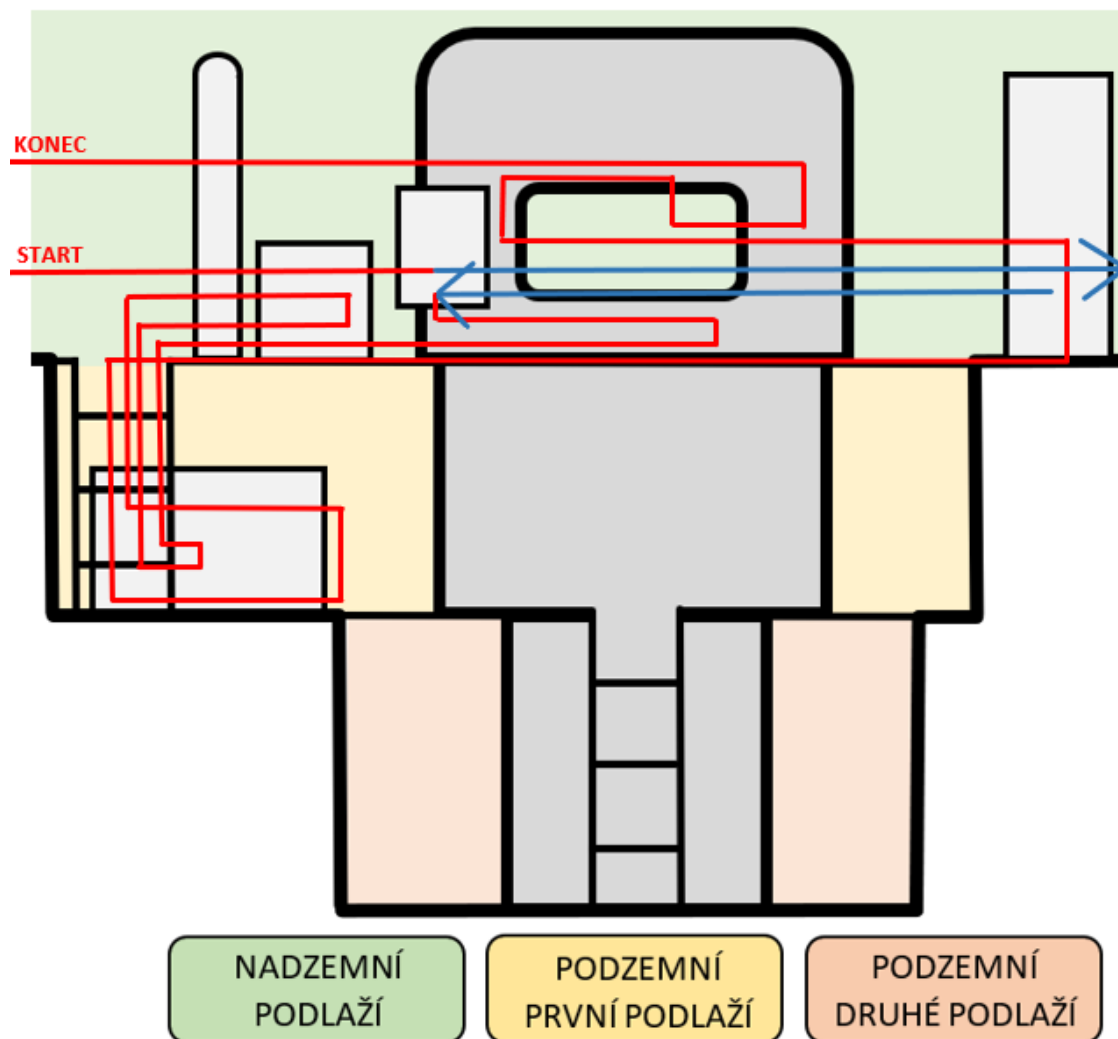 KONEC
START
NADZEMNÍ
PODLAŽÍ
PODZEMNÍ
PRVNÍ PODLAŽÍ
PODZEMNÍ
DRUHÉ PODLAŽÍ